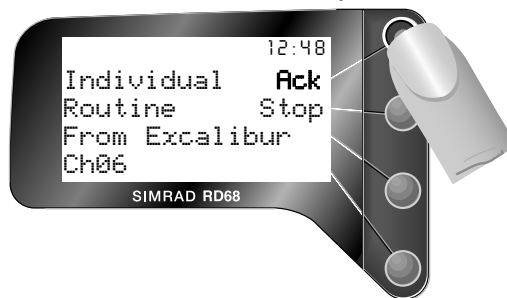 12:48
Individual Ack
Routine Stop
From Excalibur
Ch06
SIMRAD RD68